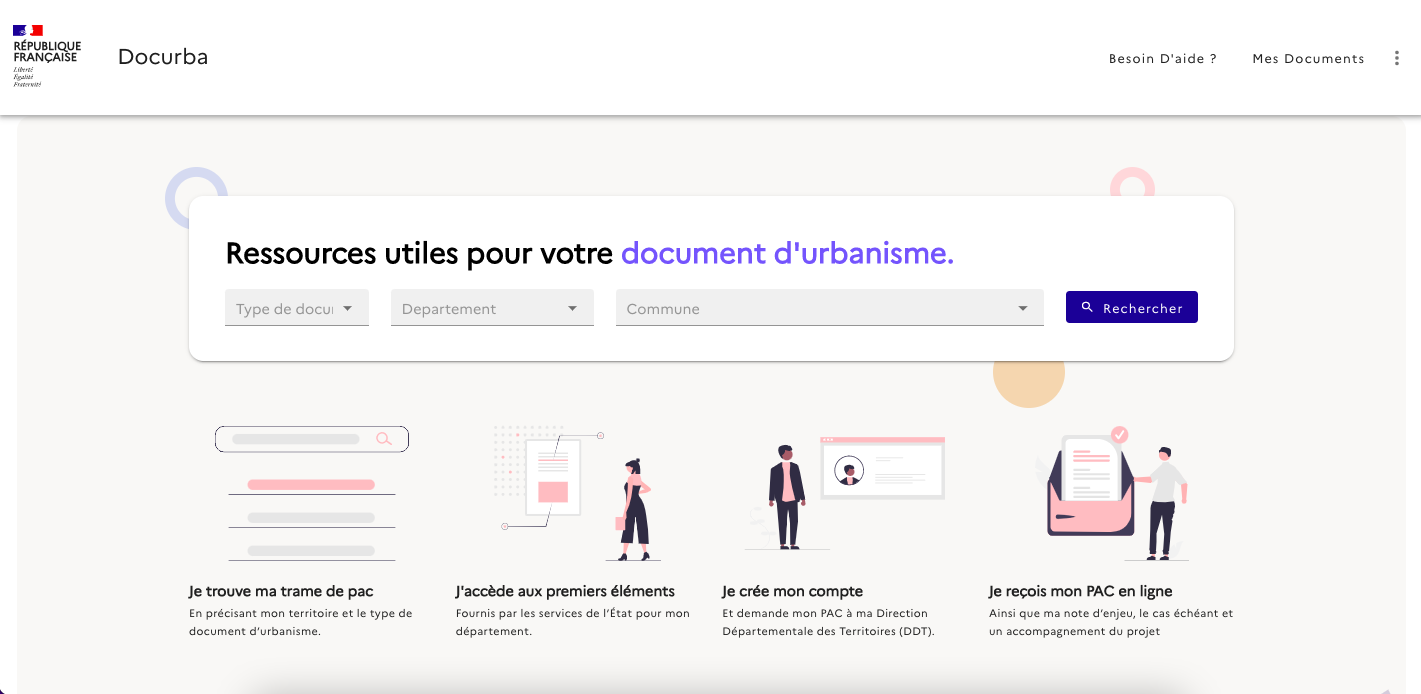 RÉPUBLIQUE
FRANÇAISE
Liberté
Égalité
Fraternité
Docurba
Besoin D'aide ?
Mes Documents
Ressources utiles pour votre document d'urbanisme.
Type de docu
Departement
Commune
Rechercher
Je trouve ma trame de pac
En précisant mon territoire et le type de
document d’urbanisme.
J'accède aux premiers éléments
Fournis par les services de l’État pour mon
département.
Je crée mon compte
Et demande mon PAC à ma Direction
Départementale des Territoires (DDT).
Je reçois mon PAC en ligne
Ainsi que ma note d’enjeu, le cas échéant et
un accompagnement du projet